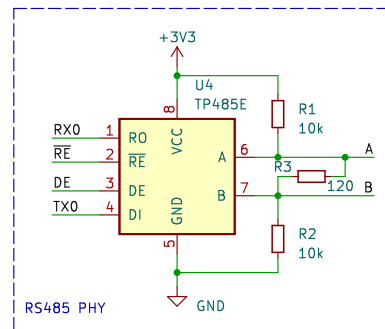 +3V3
U4
TP485E
8
VCC
R1
10k
RX0
1
RO
A
6
A
RE
2
RE
R3
120
DE
3
DE
B
7
B
TX0
4
DI
GND
5
R2
10k
RS485 PHY
GND